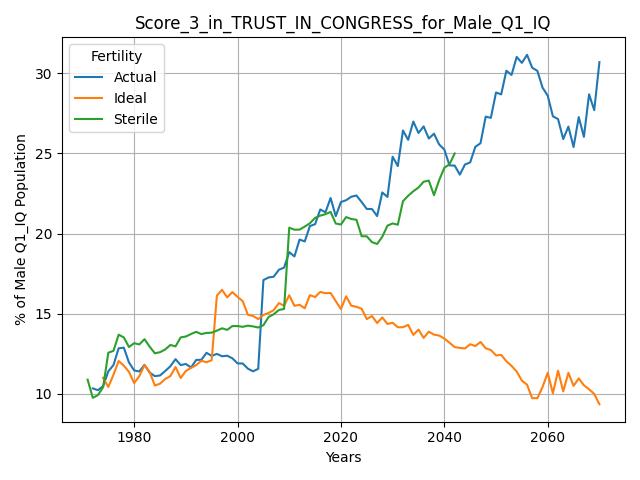 Score_3_in_TRUST_IN_CONGRESS_for_Male_Q1_IQ
Fertility
Actual
Ideal
Sterile
% of Male Q1_IQ Population
30
25
20
15
10
1980
2000
2020
2040
2060
Years